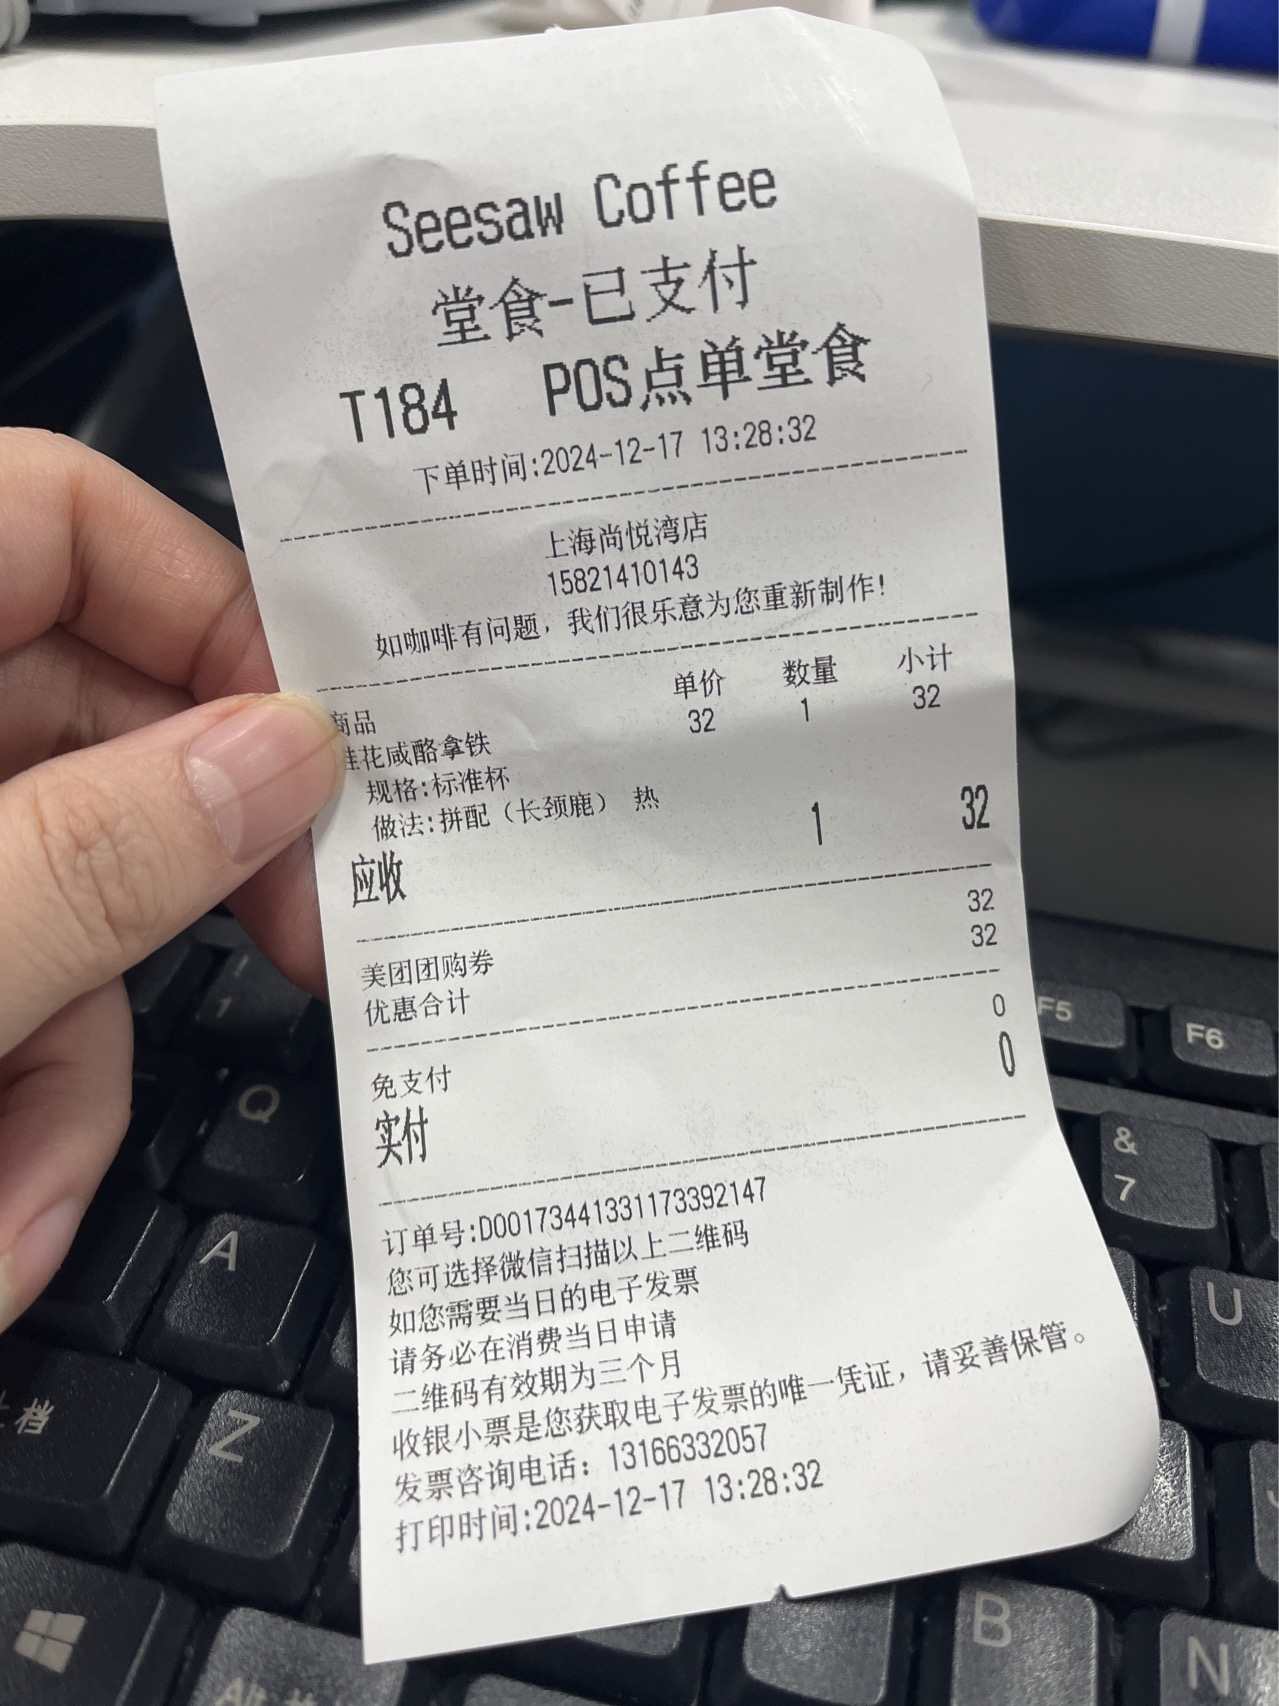 Seesaw Coffee
堂食-已支付
T184 POS点单堂食
下单时间:2024-12-17 13:28:32
上海尚悦湾店
15821410143
如咖啡有问题，我们很乐意为您重新制作!
商品 单价 数量 小计
桂花咸酪拿铁 32 1 32
规格:标准杯
做法:拼配（长颈鹿） 热
应收 1 32
美团团购券 32
优惠合计 32
免支付 0
实付 0
订单号:D001734413311733921​47
您可选择微信扫描以上二维码
如您需要当日的电子发票
请务必在消费当日申请
二维码有效期为三个月
收银小票是您获取电子发票的唯一凭证，请妥善保管。
发票咨询电话：13166332057
打印时间:2024-12-17 13:28:32
F5
F6
1
Q
&
7
A
U
档
Z
B
N
Alt